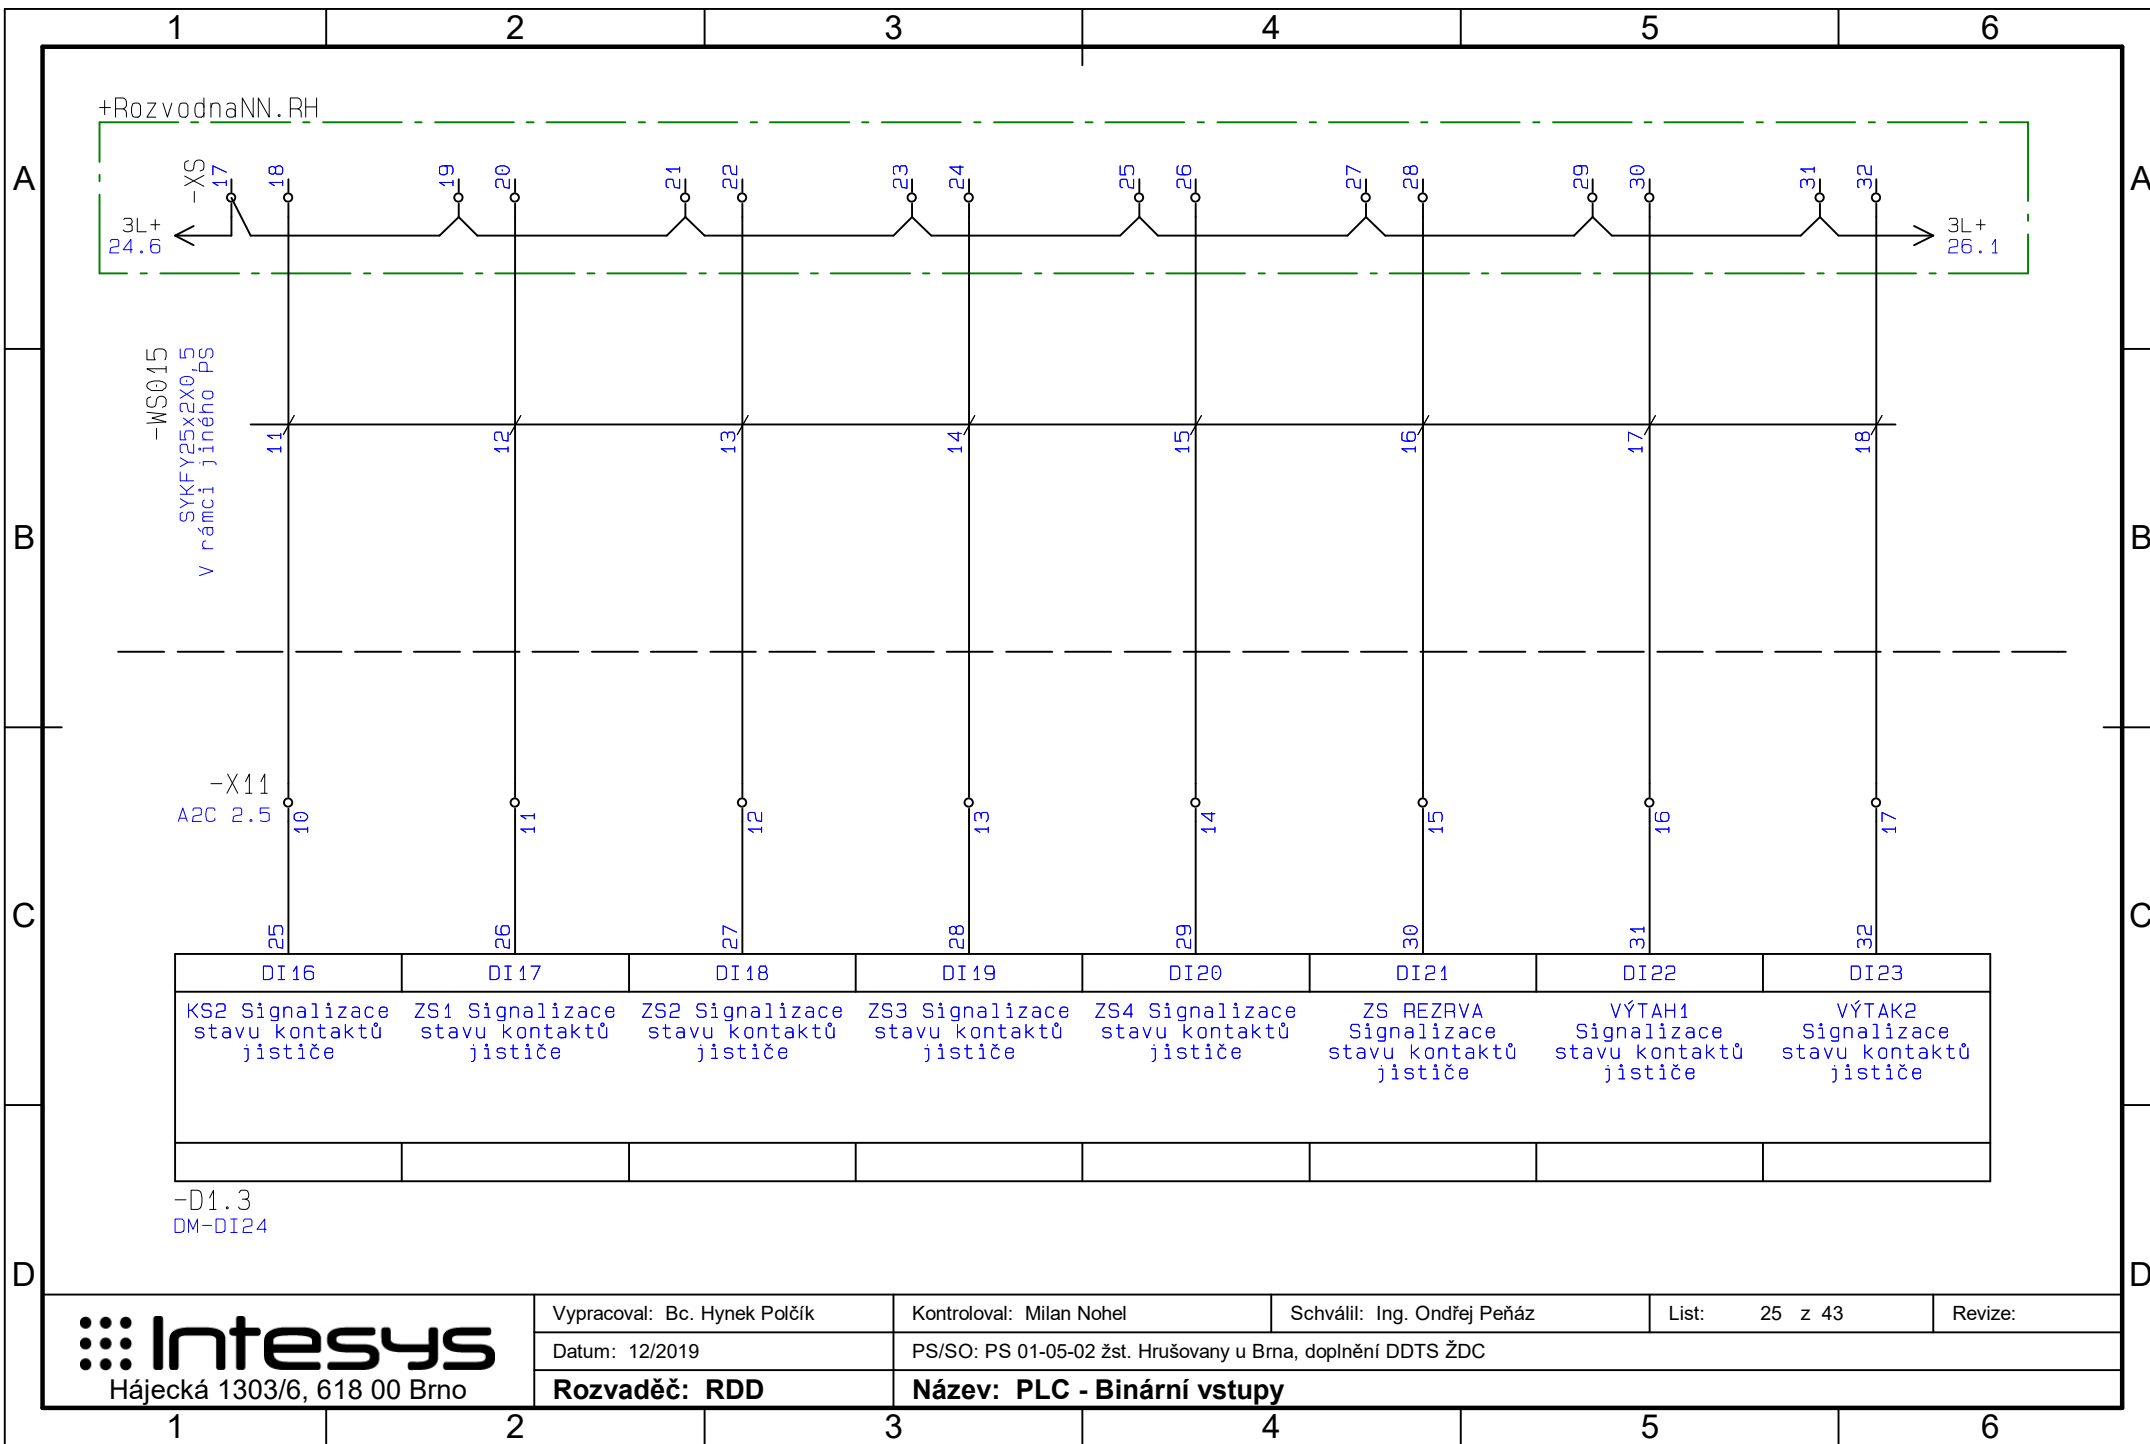 1 2 3 4 5 6
+RozvodnaNN.RH
A A
-XS
17 18 19 20 21 22 23 24 25 26 27 28 29 30 31 32
3L+ 3L+
24.6 26.1
-WS015
SYKFY25x2X0,5
V rámci jiného PS
11 12 13 14 15 16 17 18
B B
-X11
A2C 2.5
10 11 12 13 14 15 16 17
C C
25 26 27 28 29 30 31 32
DI16 DI17 DI18 DI19 DI20 DI21 DI22 DI23
KS2 Signalizace
stavu kontaktů
jističe
ZS1 Signalizace
stavu kontaktů
jističe
ZS2 Signalizace
stavu kontaktů
jističe
ZS3 Signalizace
stavu kontaktů
jističe
ZS4 Signalizace
stavu kontaktů
jističe
ZS REZRVA
Signalizace
stavu kontaktů
jističe
VÝTAH1
Signalizace
stavu kontaktů
jističe
VÝTAK2
Signalizace
stavu kontaktů
jističe
-D1.3
DM-DI24
D D
Intesys
Hájecká 1303/6, 618 00 Brno
Vypracoval: Bc. Hynek Polčík
Kontroloval: Milan Nohel
Schválil: Ing. Ondřej Peňáz
List: 25 z 43
Revize:
Datum: 12/2019
PS/SO: PS 01-05-02 žst. Hrušovany u Brna, doplnění DDTS ŽDC
Rozvaděč: RDD
Název: PLC - Binární vstupy
1 2 3 4 5 6